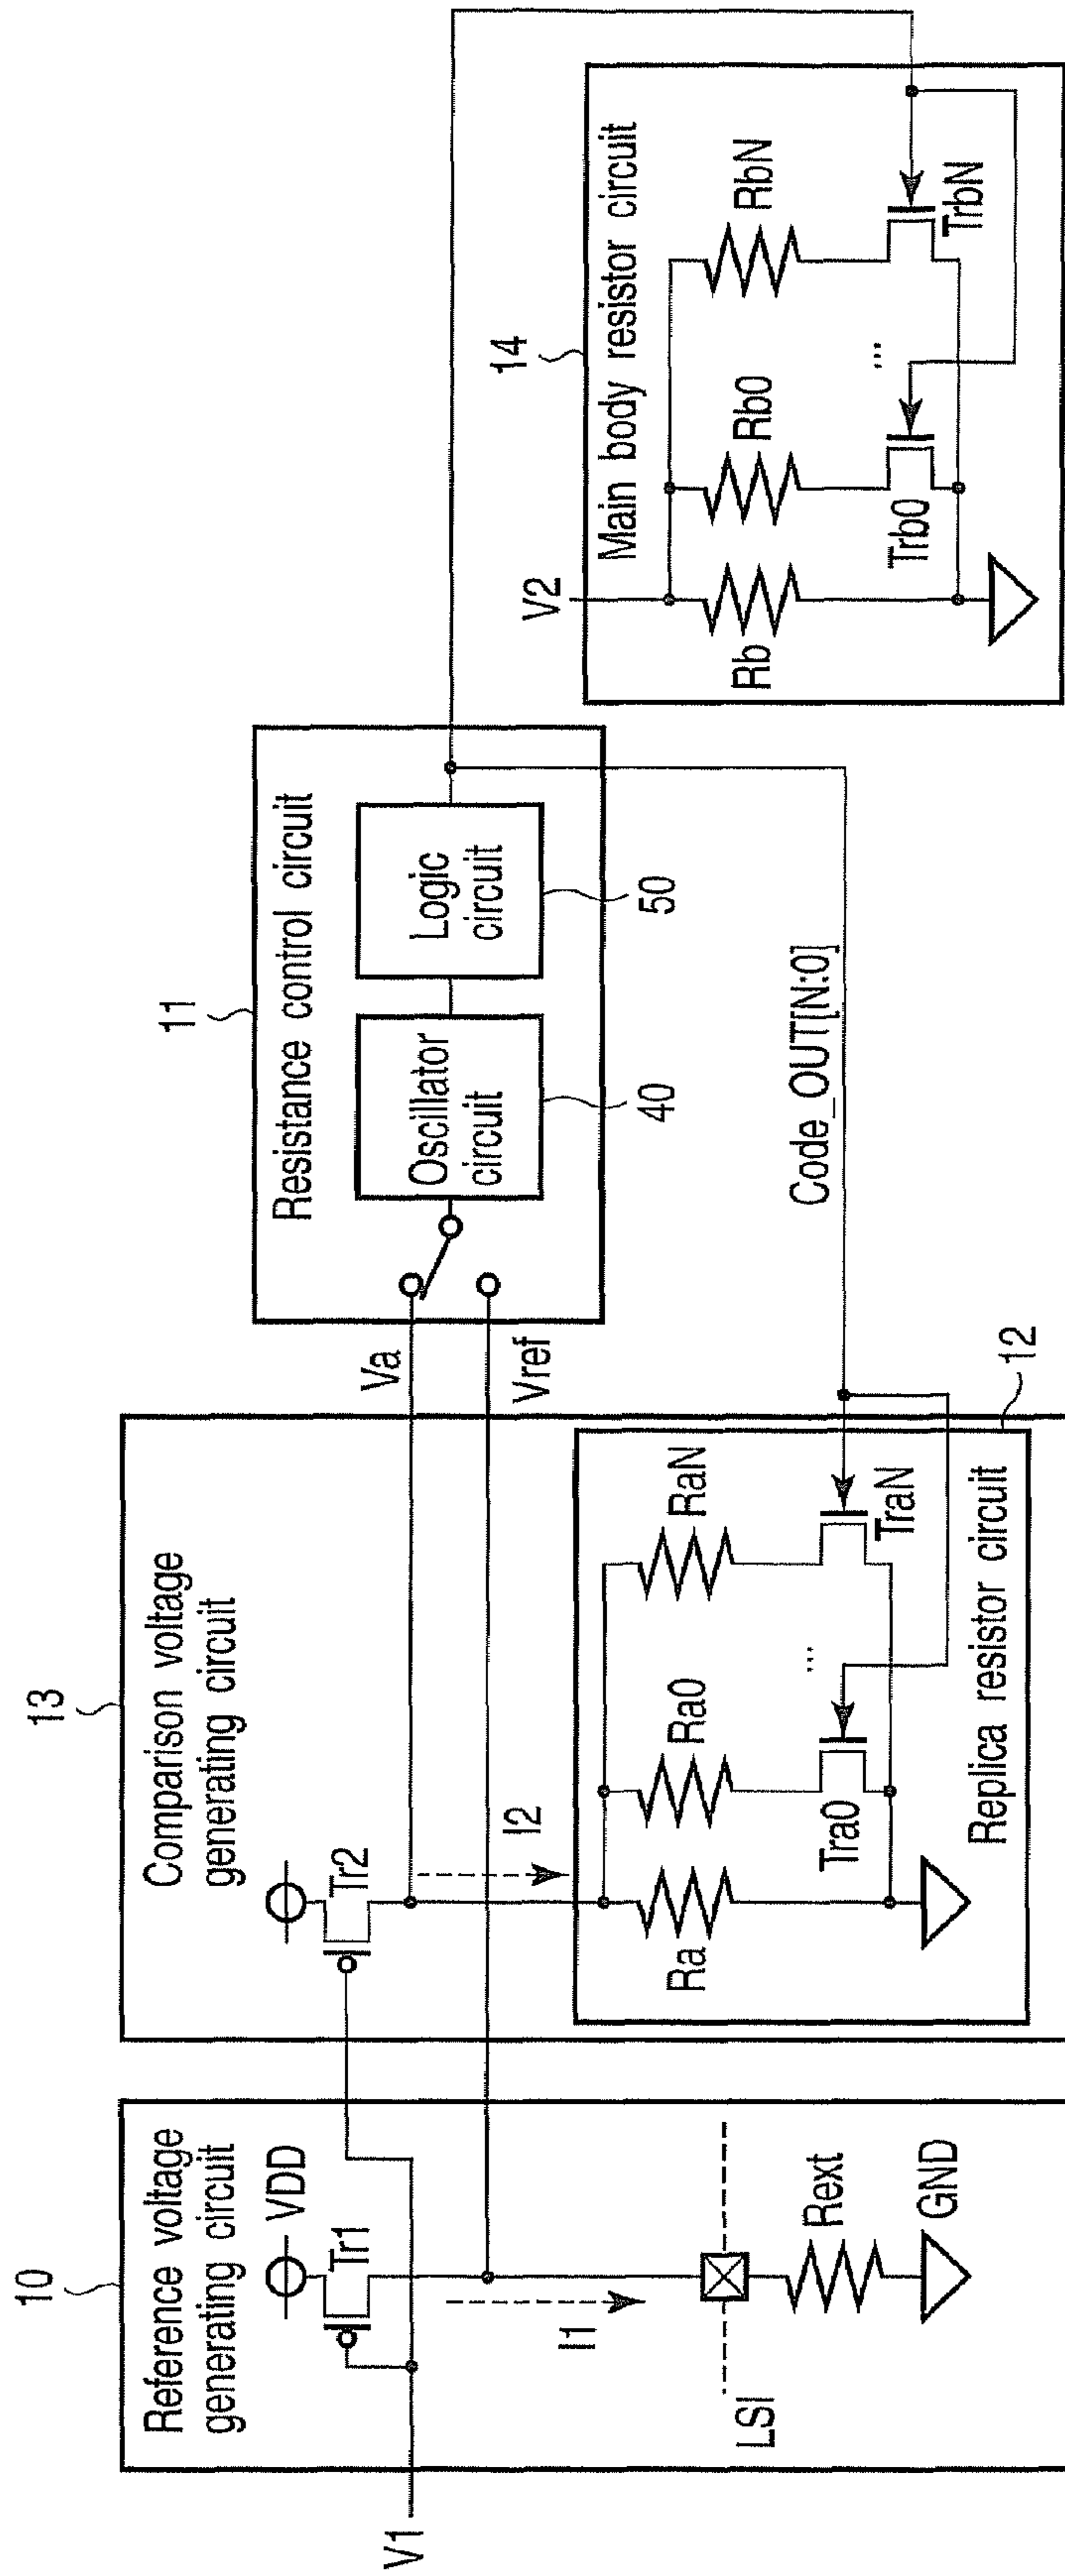 10
Reference voltage
generating circuit
VDD
Tr1
V1
I1
LSI
Rext
GND
13
Comparison voltage
generating circuit
Tr2
Va
Vref
I2
Ra
Ra0
RaN
Tra0
...
TraN
Replica resistor circuit
12
11
Resistance control circuit
Oscillator
circuit
Logic
circuit
40
50
Code_OUT[N:0]
14
Main body resistor circuit
V2
Rb
Rb0
RbN
Trb0
...
TrbN